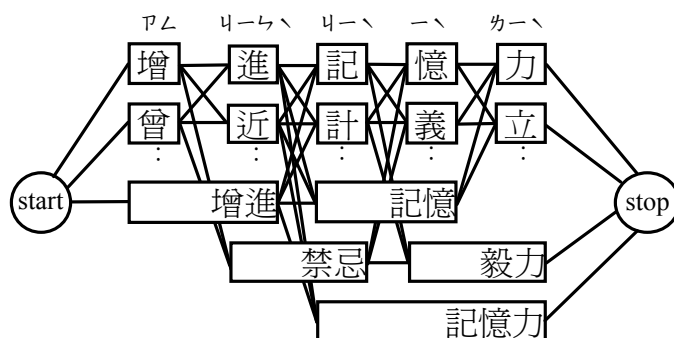 ㄗㄥ ㄐㄧㄣˋ ㄐㄧˋ ㄧˋ ㄌㄧˋ
增 進 記 憶 力
曾 近 計 義 立
⋮ ⋮ ⋮ ⋮ ⋮
start 增進 記憶 stop
禁忌 毅力
記憶力